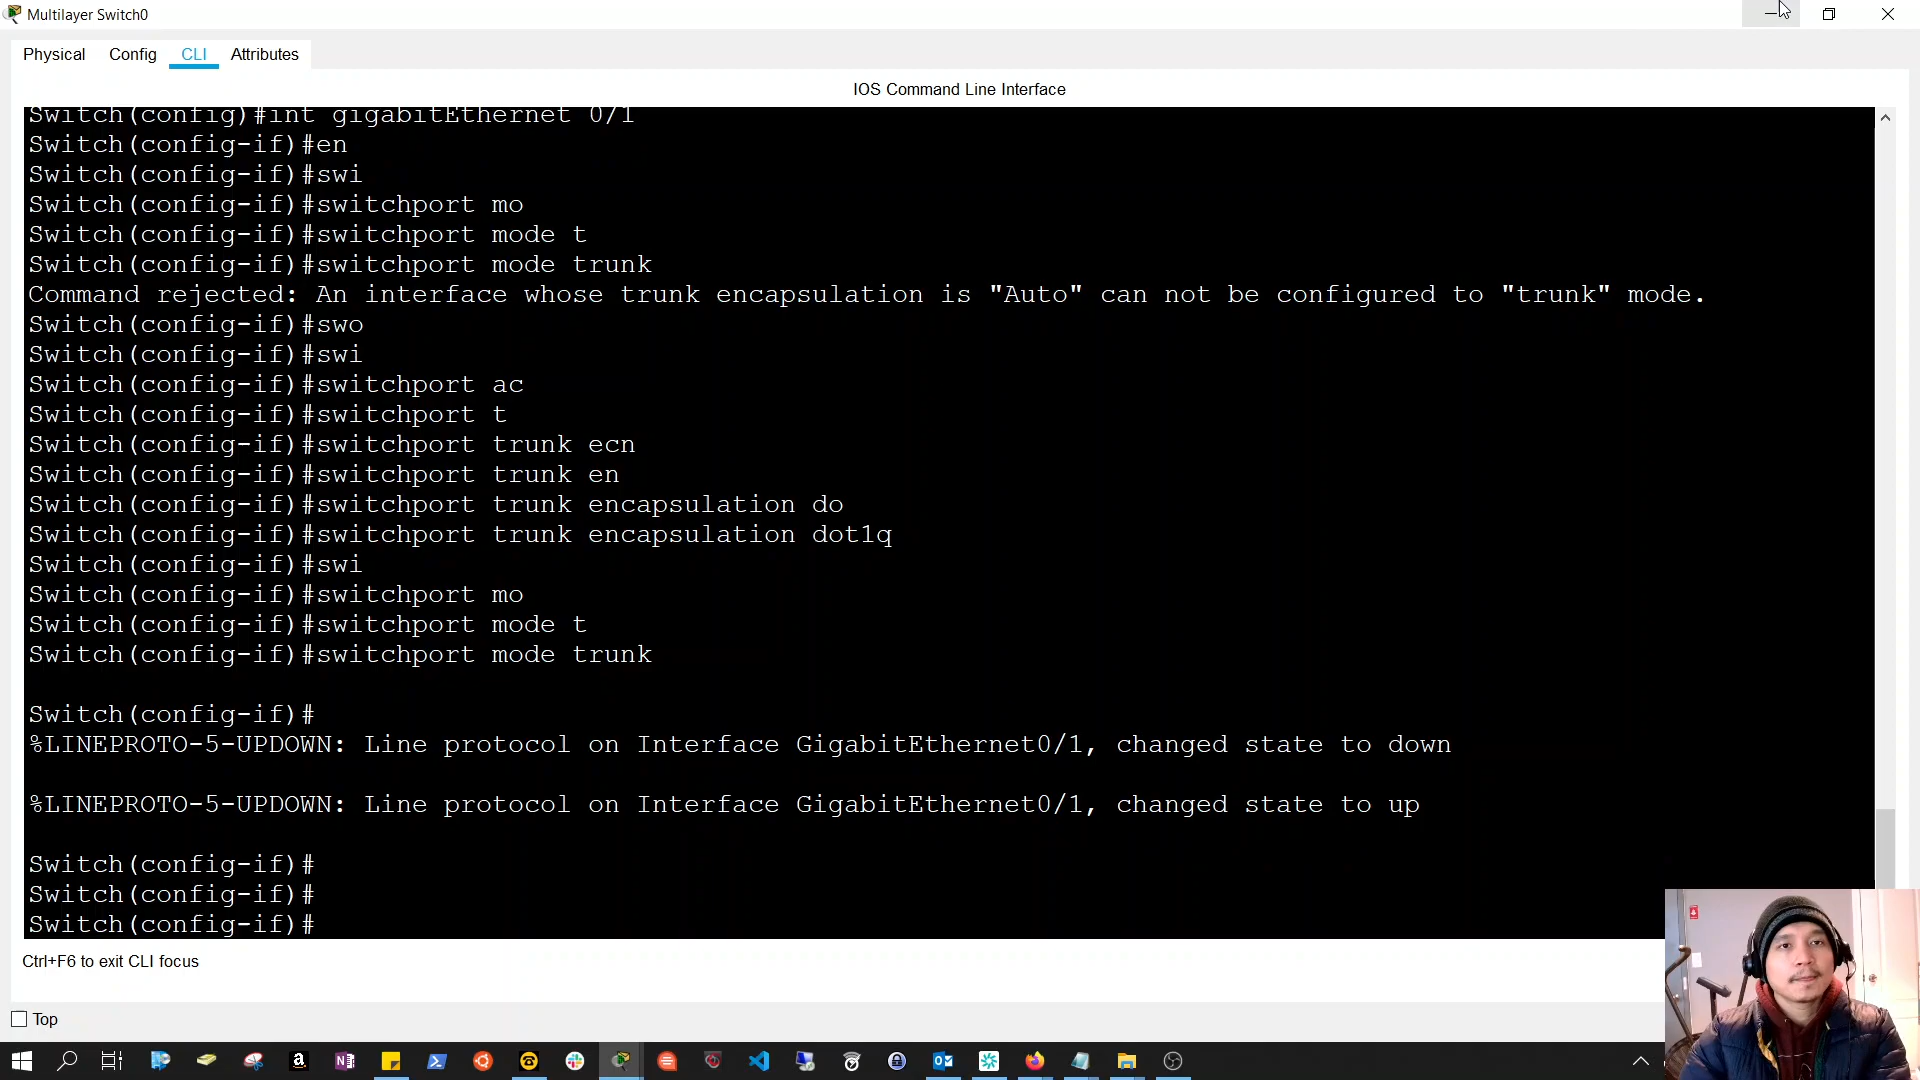 Multilayer Switch0
Physical Config CLI Attributes
IOS Command Line Interface
Switch(config)#int gigabitEthernet 0/1
Switch(config-if)#en
Switch(config-if)#swi
Switch(config-if)#switchport mo
Switch(config-if)#switchport mode t
Switch(config-if)#switchport mode trunk
Command rejected: An interface whose trunk encapsulation is "Auto" can not be configured to "trunk" mode.
Switch(config-if)#swo
Switch(config-if)#swi
Switch(config-if)#switchport ac
Switch(config-if)#switchport t
Switch(config-if)#switchport trunk ecn
Switch(config-if)#switchport trunk en
Switch(config-if)#switchport trunk encapsulation do
Switch(config-if)#switchport trunk encapsulation dot1q
Switch(config-if)#swi
Switch(config-if)#switchport mo
Switch(config-if)#switchport mode t
Switch(config-if)#switchport mode trunk
Switch(config-if)#
%LINEPROTO-5-UPDOWN: Line protocol on Interface GigabitEthernet0/1, changed state to down
%LINEPROTO-5-UPDOWN: Line protocol on Interface GigabitEthernet0/1, changed state to up
Switch(config-if)#
Switch(config-if)#
Switch(config-if)#
Ctrl+F6 to exit CLI focus
Top